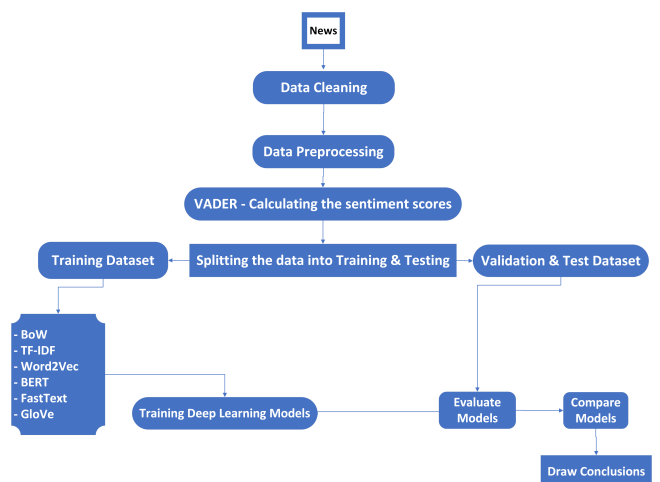 News
Data Cleaning
Data Preprocessing
VADER - Calculating the sentiment scores
Training Dataset
Splitting the data into Training & Testing
Validation & Test Dataset
- BoW
- TF-IDF
- Word2Vec
- BERT
- FastText
- GloVe
Training Deep Learning Models
Evaluate
Models
Compare
Models
Draw Conclusions